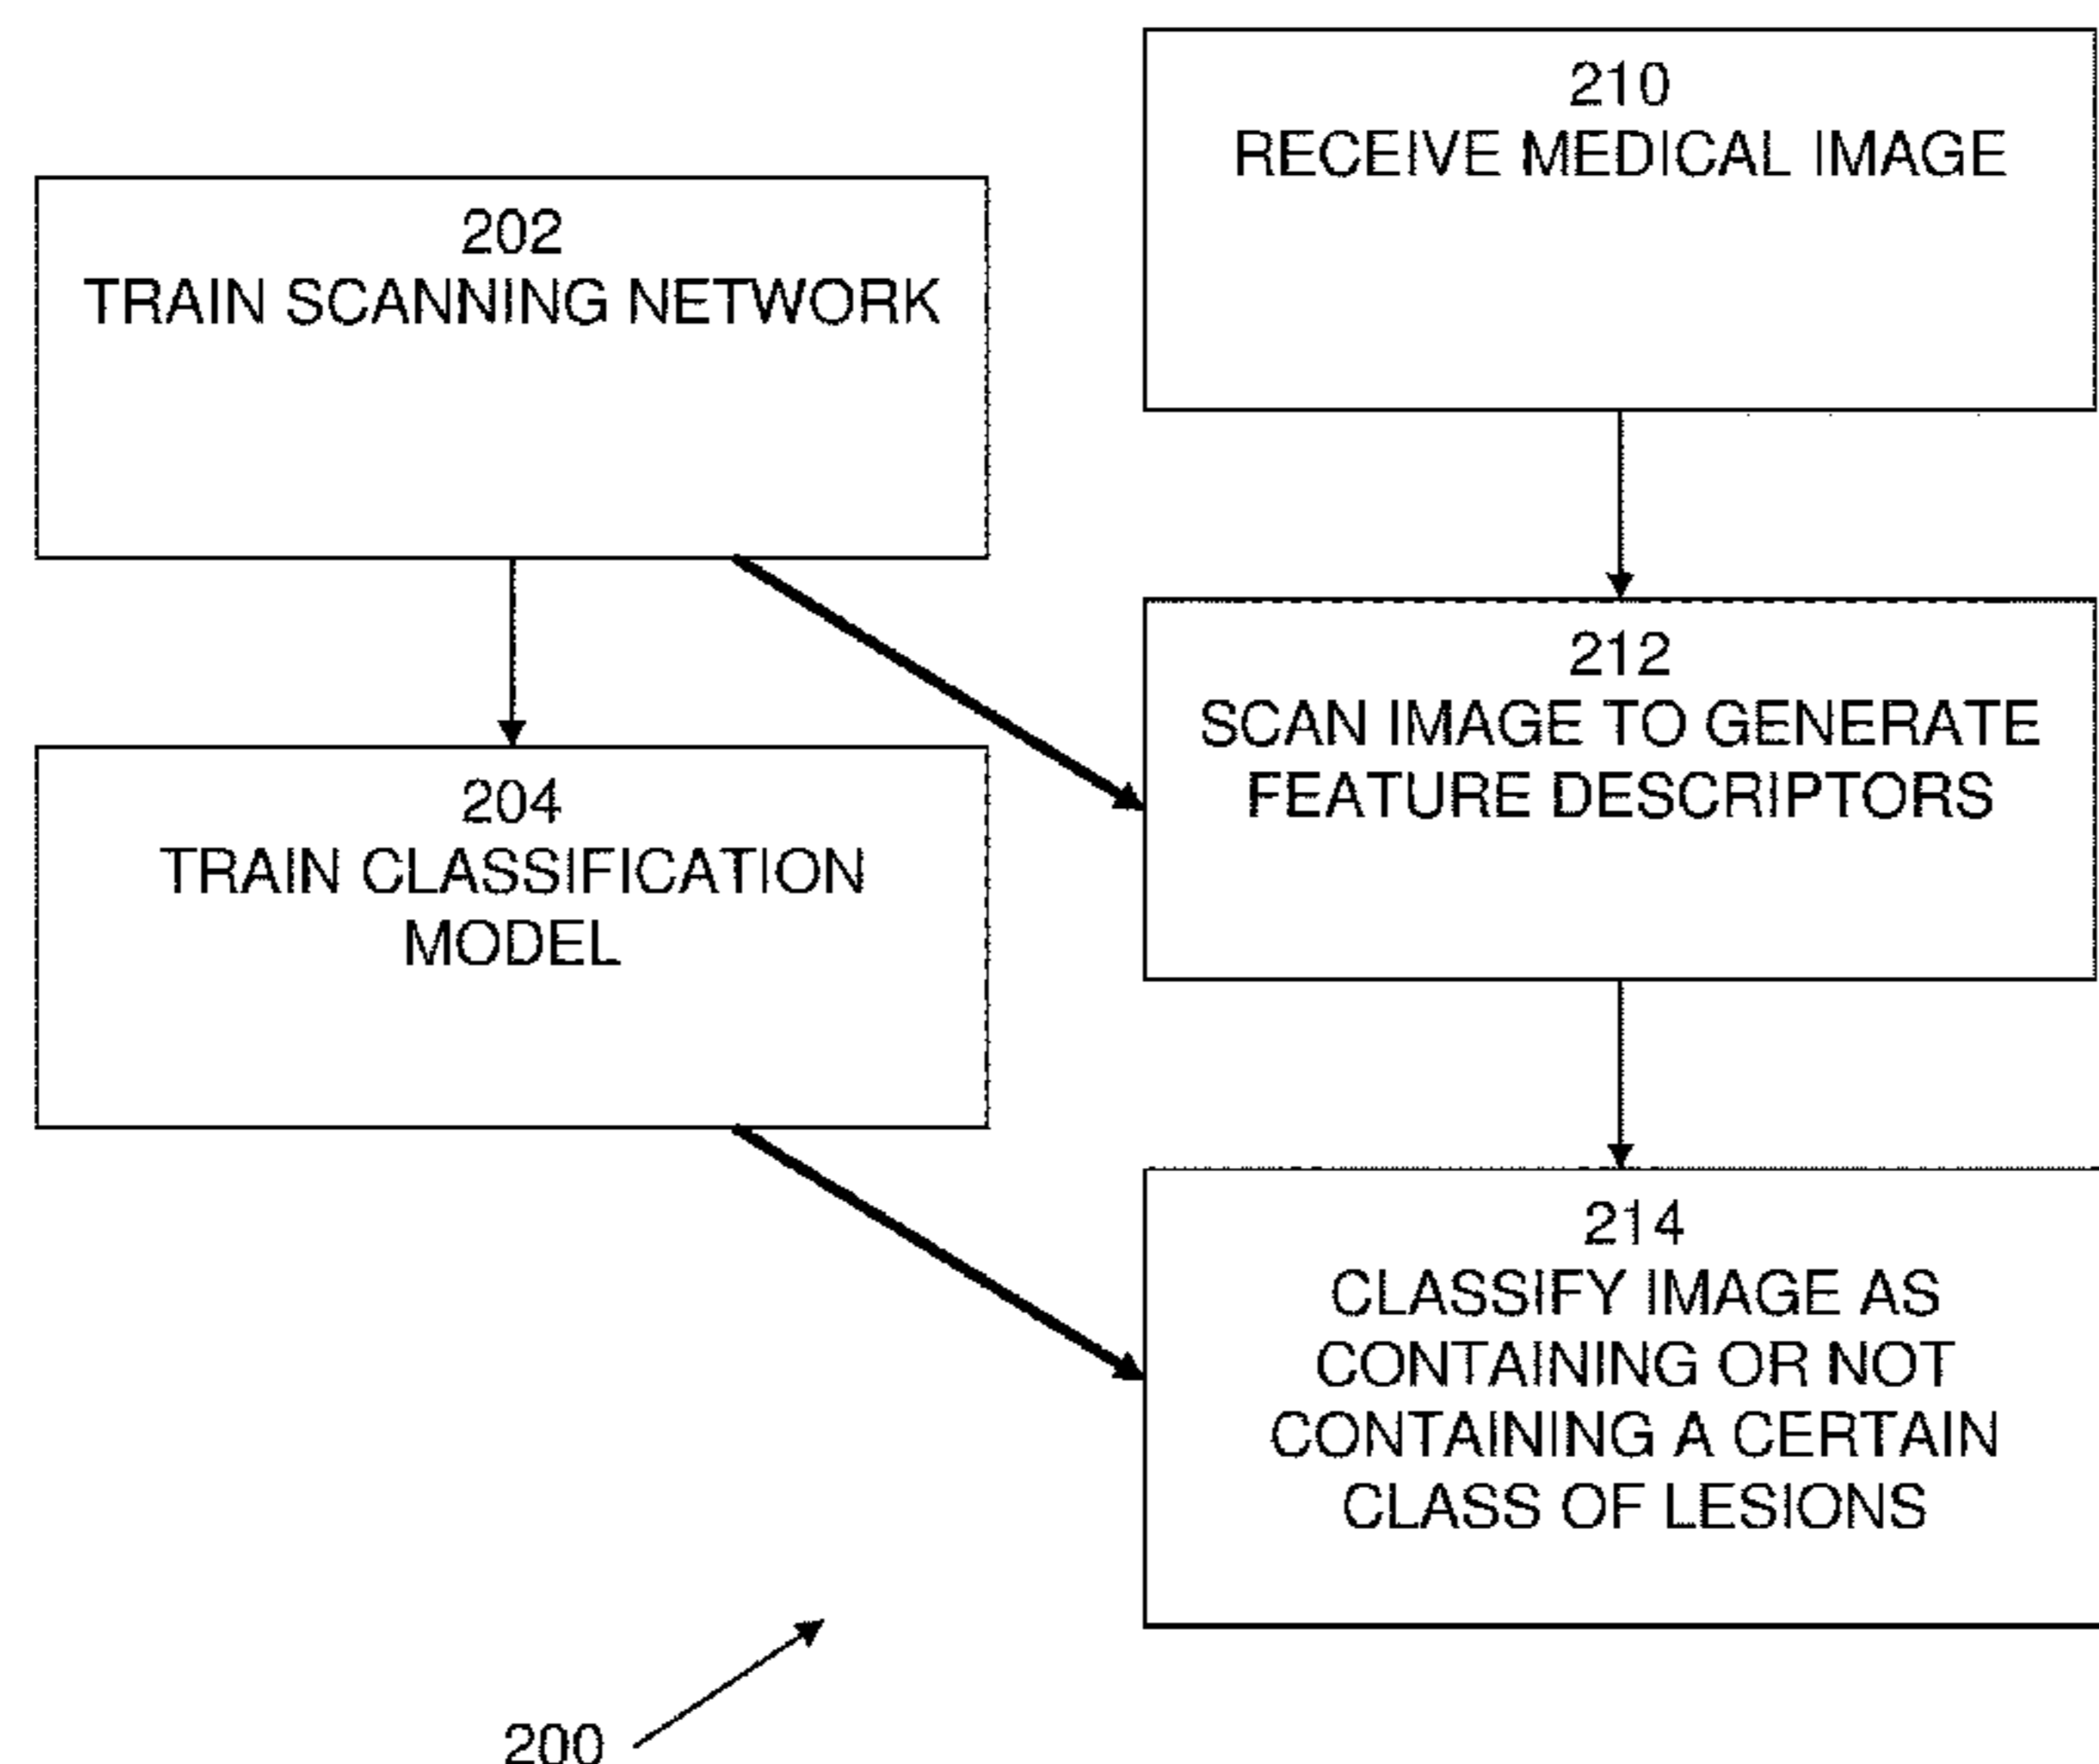 202
TRAIN SCANNING NETWORK
204
TRAIN CLASSIFICATION
MODEL
210
RECEIVE MEDICAL IMAGE
212
SCAN IMAGE TO GENERATE
FEATURE DESCRIPTORS
214
CLASSIFY IMAGE AS
CONTAINING OR NOT
CONTAINING A CERTAIN
CLASS OF LESIONS
200